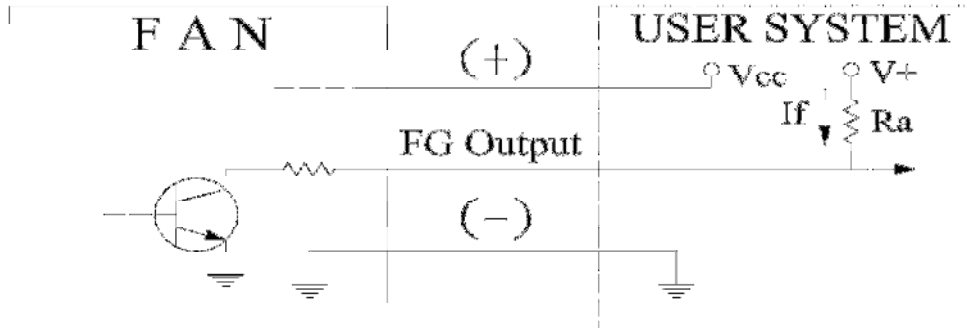 F A N
USER SYSTEM
(+)
Vcc
V+
If
Ra
FG Output
(-)